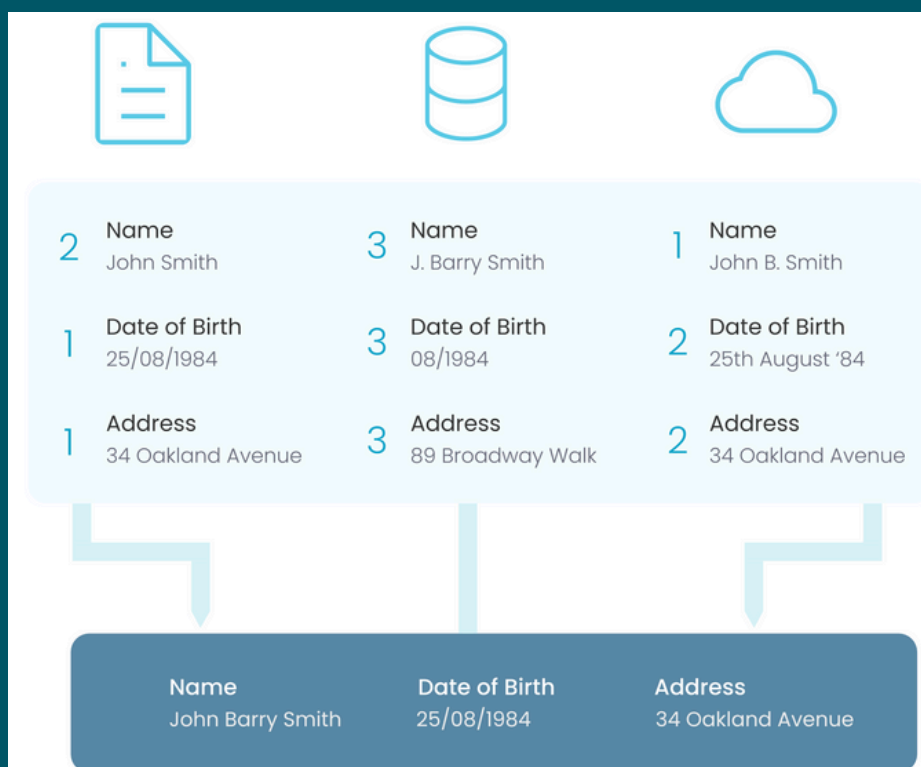 2
Name
John Smith
3
Name
J. Barry Smith
1
Name
John B. Smith
1
Date of Birth
25/08/1984
3
Date of Birth
08/1984
2
Date of Birth
25th August ‘84
1
Address
34 Oakland Avenue
3
Address
89 Broadway Walk
2
Address
34 Oakland Avenue
Name
John Barry Smith
Date of Birth
25/08/1984
Address
34 Oakland Avenue